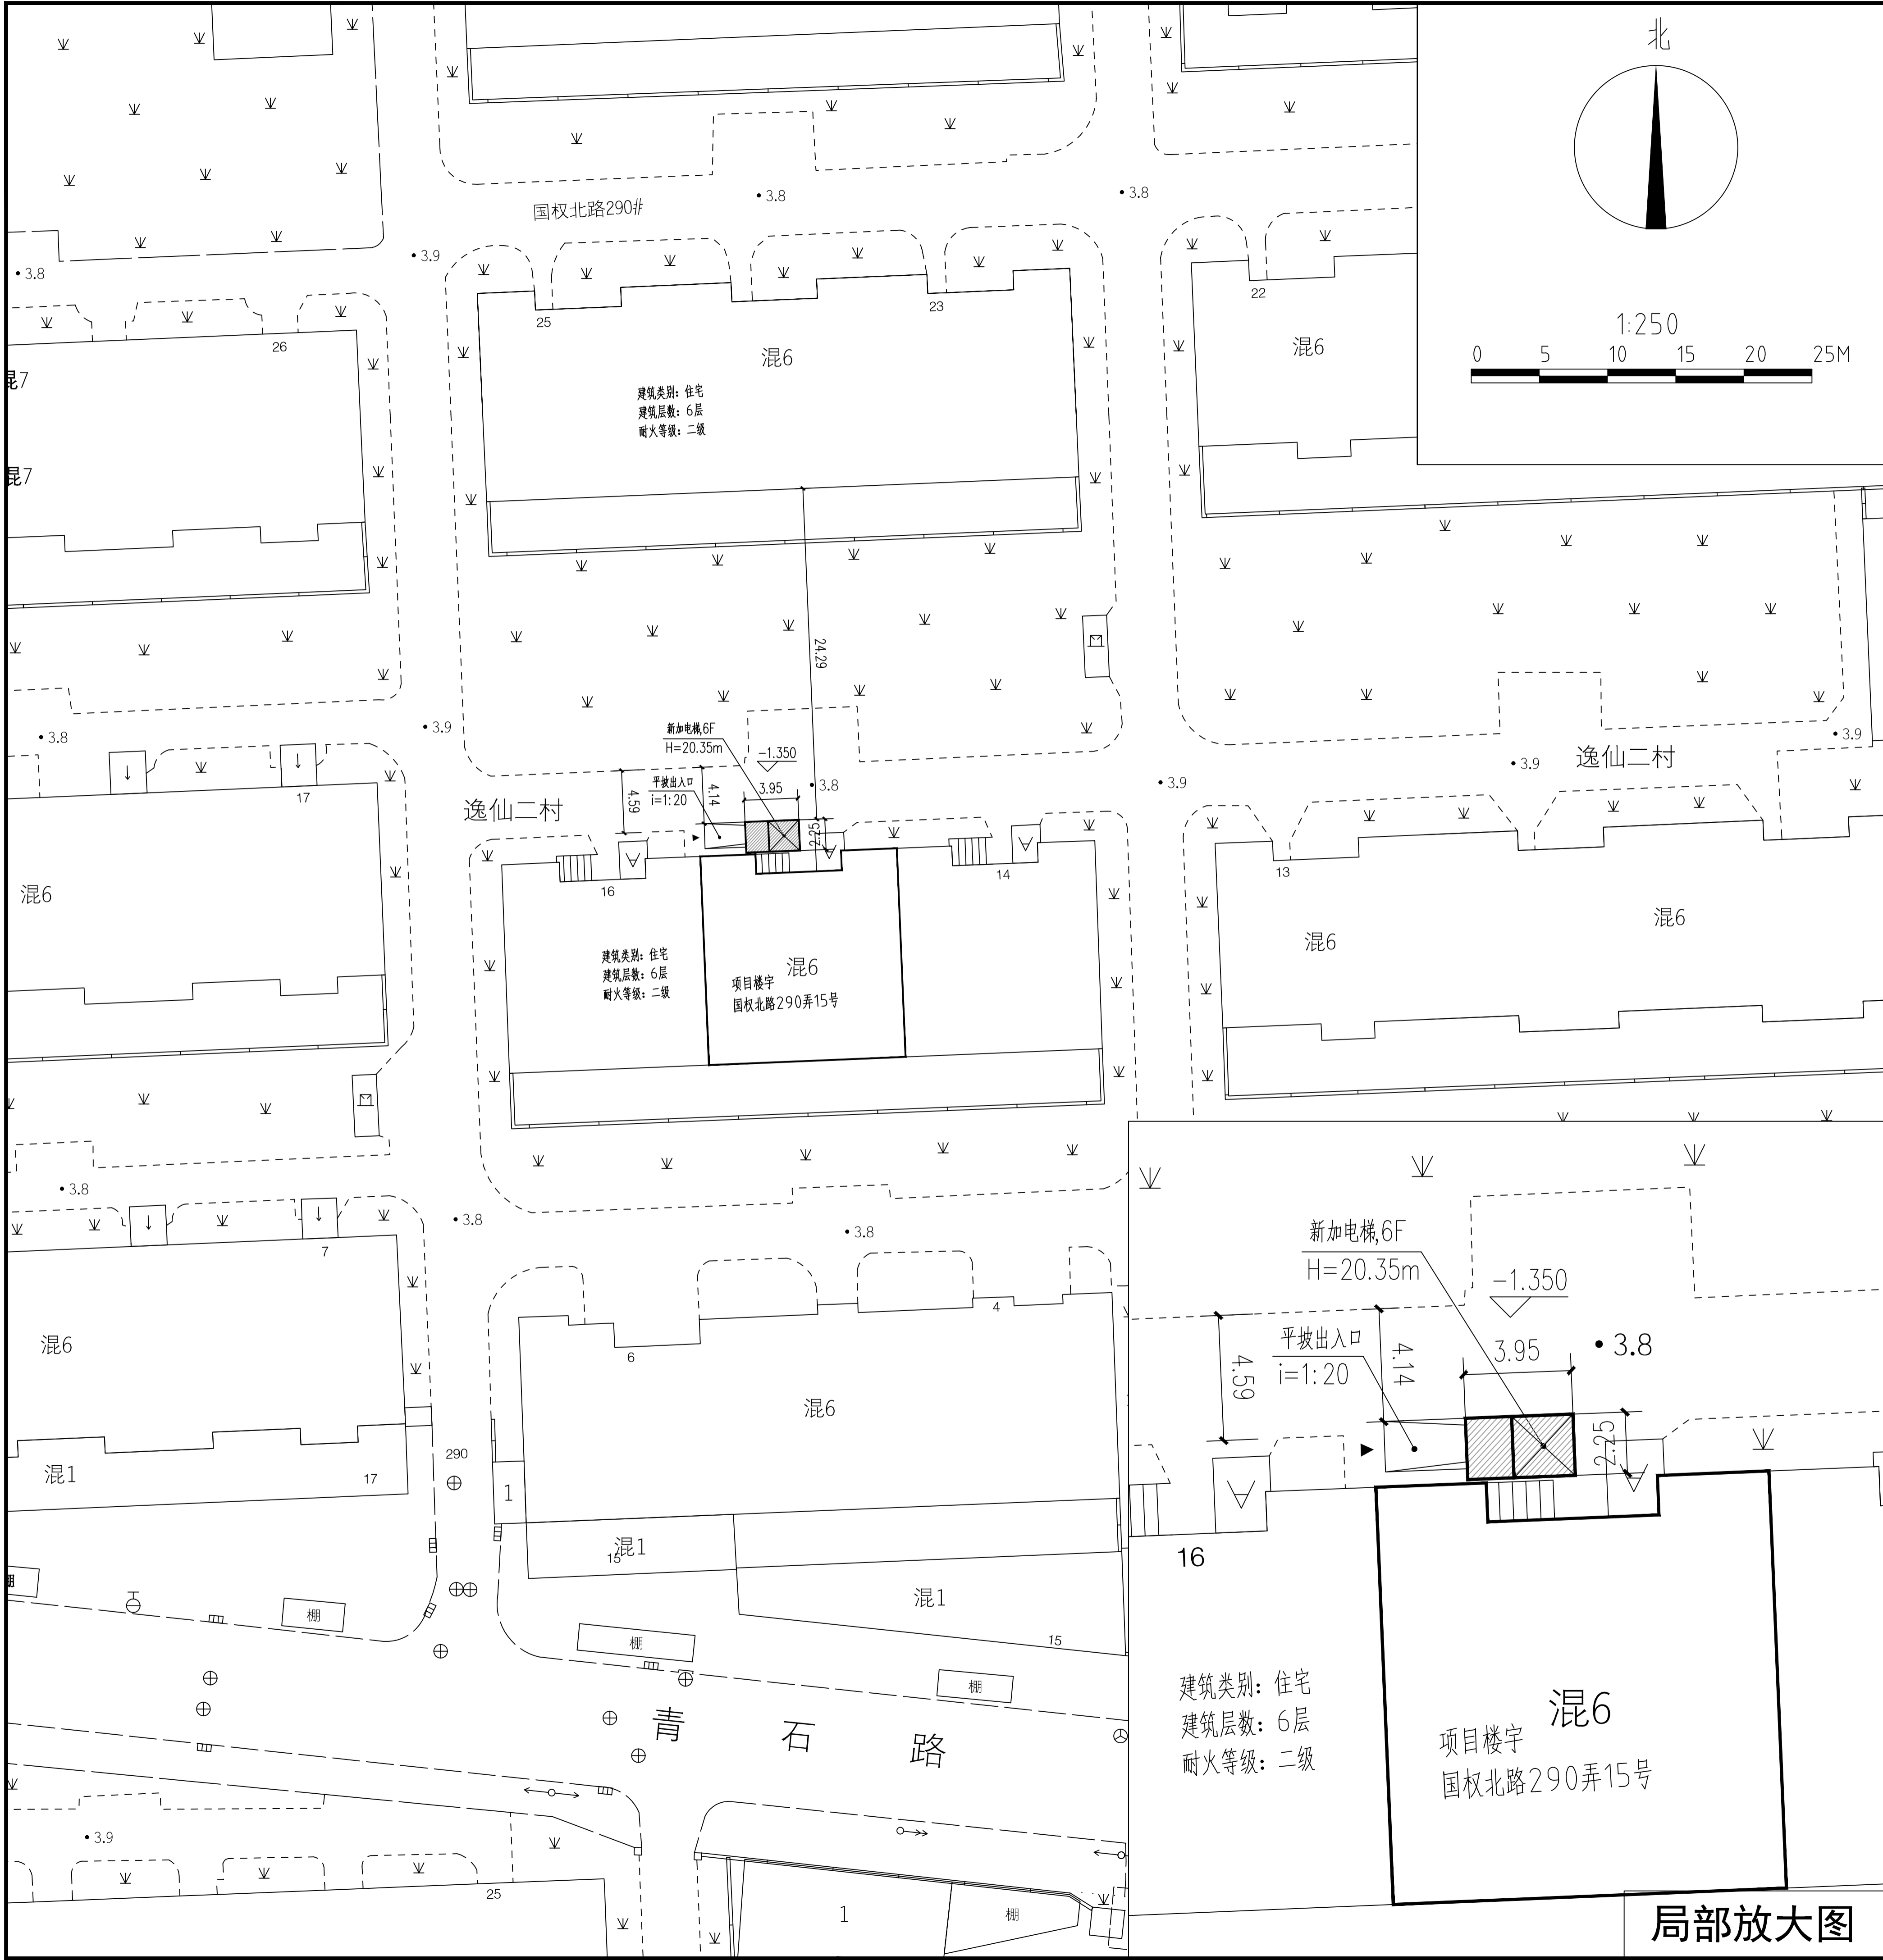 北
1:250
0 5 10 15 20 25M
国权北路290#
3.8
3.8
3.9
3.8
26
25
23
22
混6
混6
混7
混7
建筑类别：住宅
建筑层数：6层
耐火等级：二级
24.29
3.9
3.8
新加电梯,6F
H=20.35m
-1.350
平坡出入口
i=1:20
4.59
4.14
3.95
3.8
2.25
逸仙二村
3.9
3.9
逸仙二村
3.9
17
16
14
13
混6
混6
混6
建筑类别：住宅
建筑层数：6层
耐火等级：二级
混6
项目楼宇
国权北路290弄15号
3.8
3.8
3.8
7
6
4
混6
混6
混1
17
290
1
混1
15
混1
15
棚
棚
棚
棚
青石路
3.9
25
1
棚
新加电梯,6F
H=20.35m
-1.350
平坡出入口
i=1:20
4.59
4.14
3.95
3.8
2.25
16
建筑类别：住宅
建筑层数：6层
耐火等级：二级
混6
项目楼宇
国权北路290弄15号
局部放大图